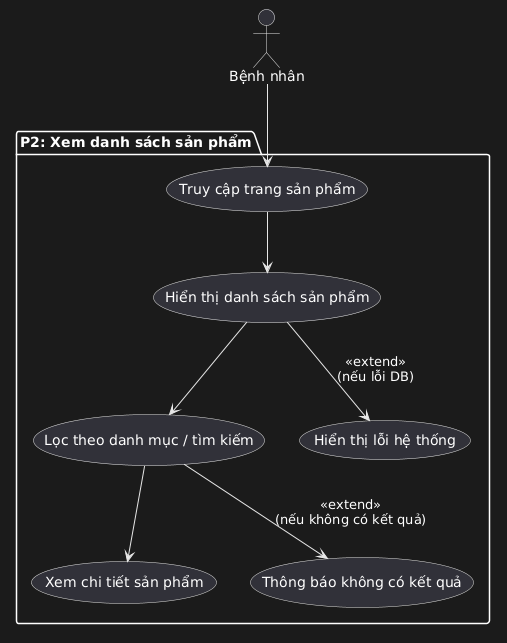 Bệnh nhân
P2: Xem danh sách sản phẩm
Truy cập trang sản phẩm
Hiển thị danh sách sản phẩm
«extend»
(nếu lỗi DB)
Lọc theo danh mục / tìm kiếm
Hiển thị lỗi hệ thống
«extend»
(nếu không có kết quả)
Xem chi tiết sản phẩm
Thông báo không có kết quả